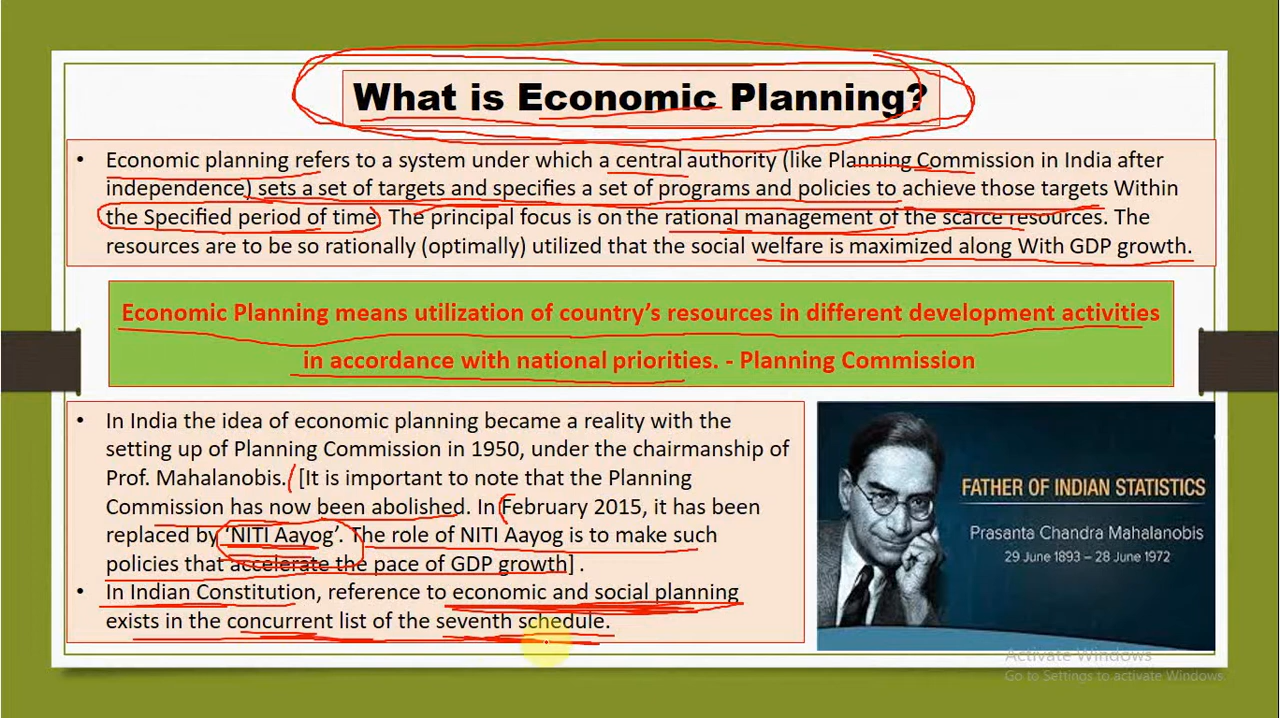 What is Economic Planning?
• Economic planning refers to a system under which a central authority (like Planning Commission in India after
independence) sets a set of targets and specifies a set of programs and policies to achieve those targets Within
the Specified period of time. The principal focus is on the rational management of the scarce resources. The
resources are to be so rationally (optimally) utilized that the social welfare is maximized along With GDP growth.
Economic Planning means utilization of country's resources in different development activities
in accordance with national priorities. - Planning Commission
• In India the idea of economic planning became a reality with the
setting up of Planning Commission in 1950, under the chairmanship of
Prof. Mahalanobis. [It is important to note that the Planning
Commission has now been abolished. In February 2015, it has been
replaced by 'NITI Aayog'. The role of NITI Aayog is to make such
policies that accelerate the pace of GDP growth] .
• In Indian Constitution, reference to economic and social planning
exists in the concurrent list of the seventh schedule.
FATHER OF INDIAN STATISTICS
Prasanta Chandra Mahalanobis
29 June 1893 – 28 June 1972
Activate Windows
Go to Settings to activate Windows.